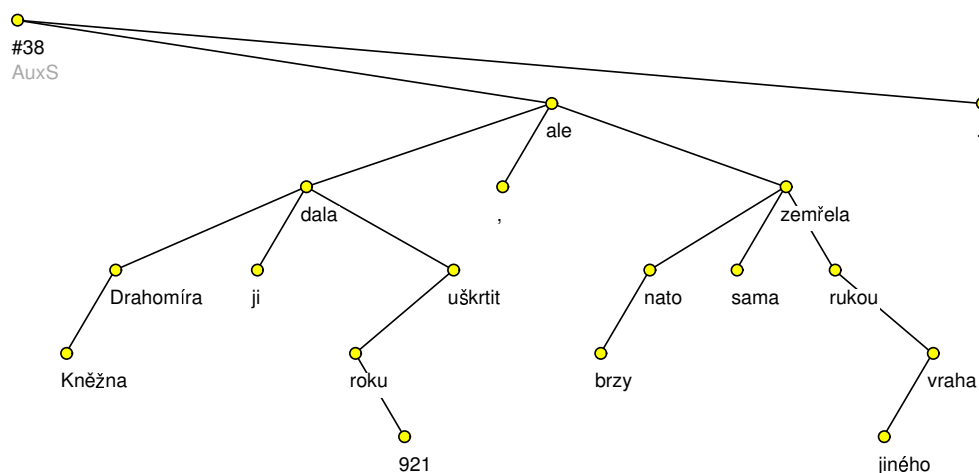 #38
AuxS
ale
.
dala
,
zemřela
Drahomíra
ji
uškrtit
nato
sama
rukou
Kněžna
roku
brzy
vraha
921
jiného